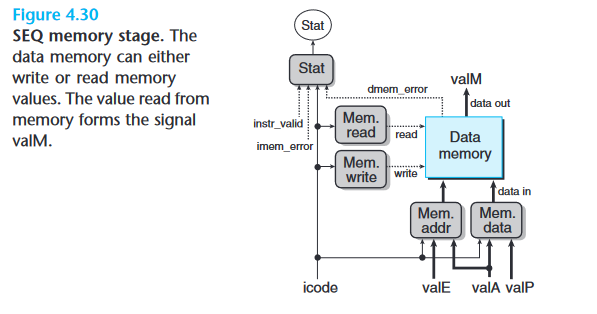 Figure 4.30
SEQ memory stage. The
data memory can either
write or read memory
values. The value read from
memory forms the signal
valM.
Stat
Stat
dmem_error
valM
data out
instr_valid
imem_error
Mem.
read
read
Data
memory
Mem.
write
write
data in
Mem.
addr
Mem.
data
icode
valE
valA
valP